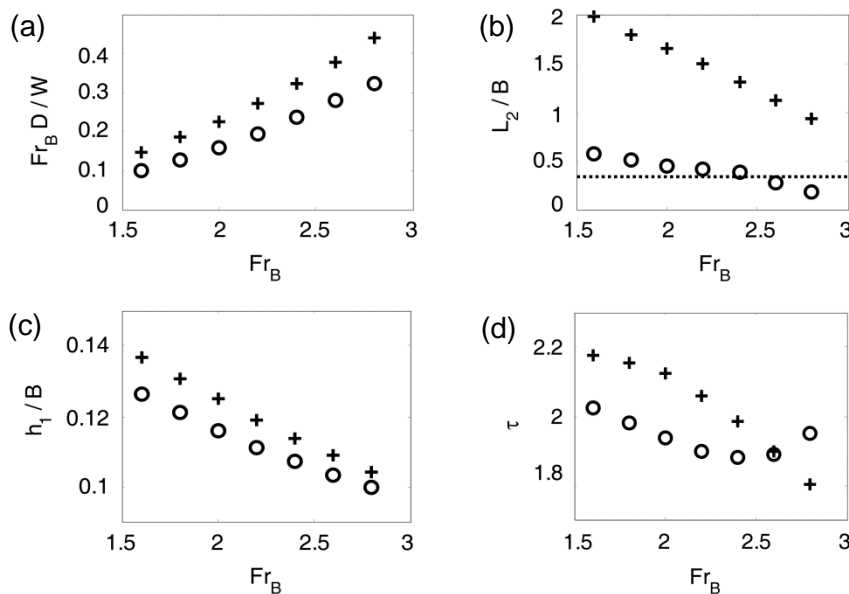 (a)
Fr_B D / W
0.4
0.3
0.2
0.1
0
1.5 2 2.5 3
Fr_B
(b)
L_2 / B
2
1.5
1
0.5
0
1.5 2 2.5 3
Fr_B
(c)
h_1 / B
0.14
0.12
0.1
1.5 2 2.5 3
Fr_B
(d)
τ
2.2
2
1.8
1.5 2 2.5 3
Fr_B